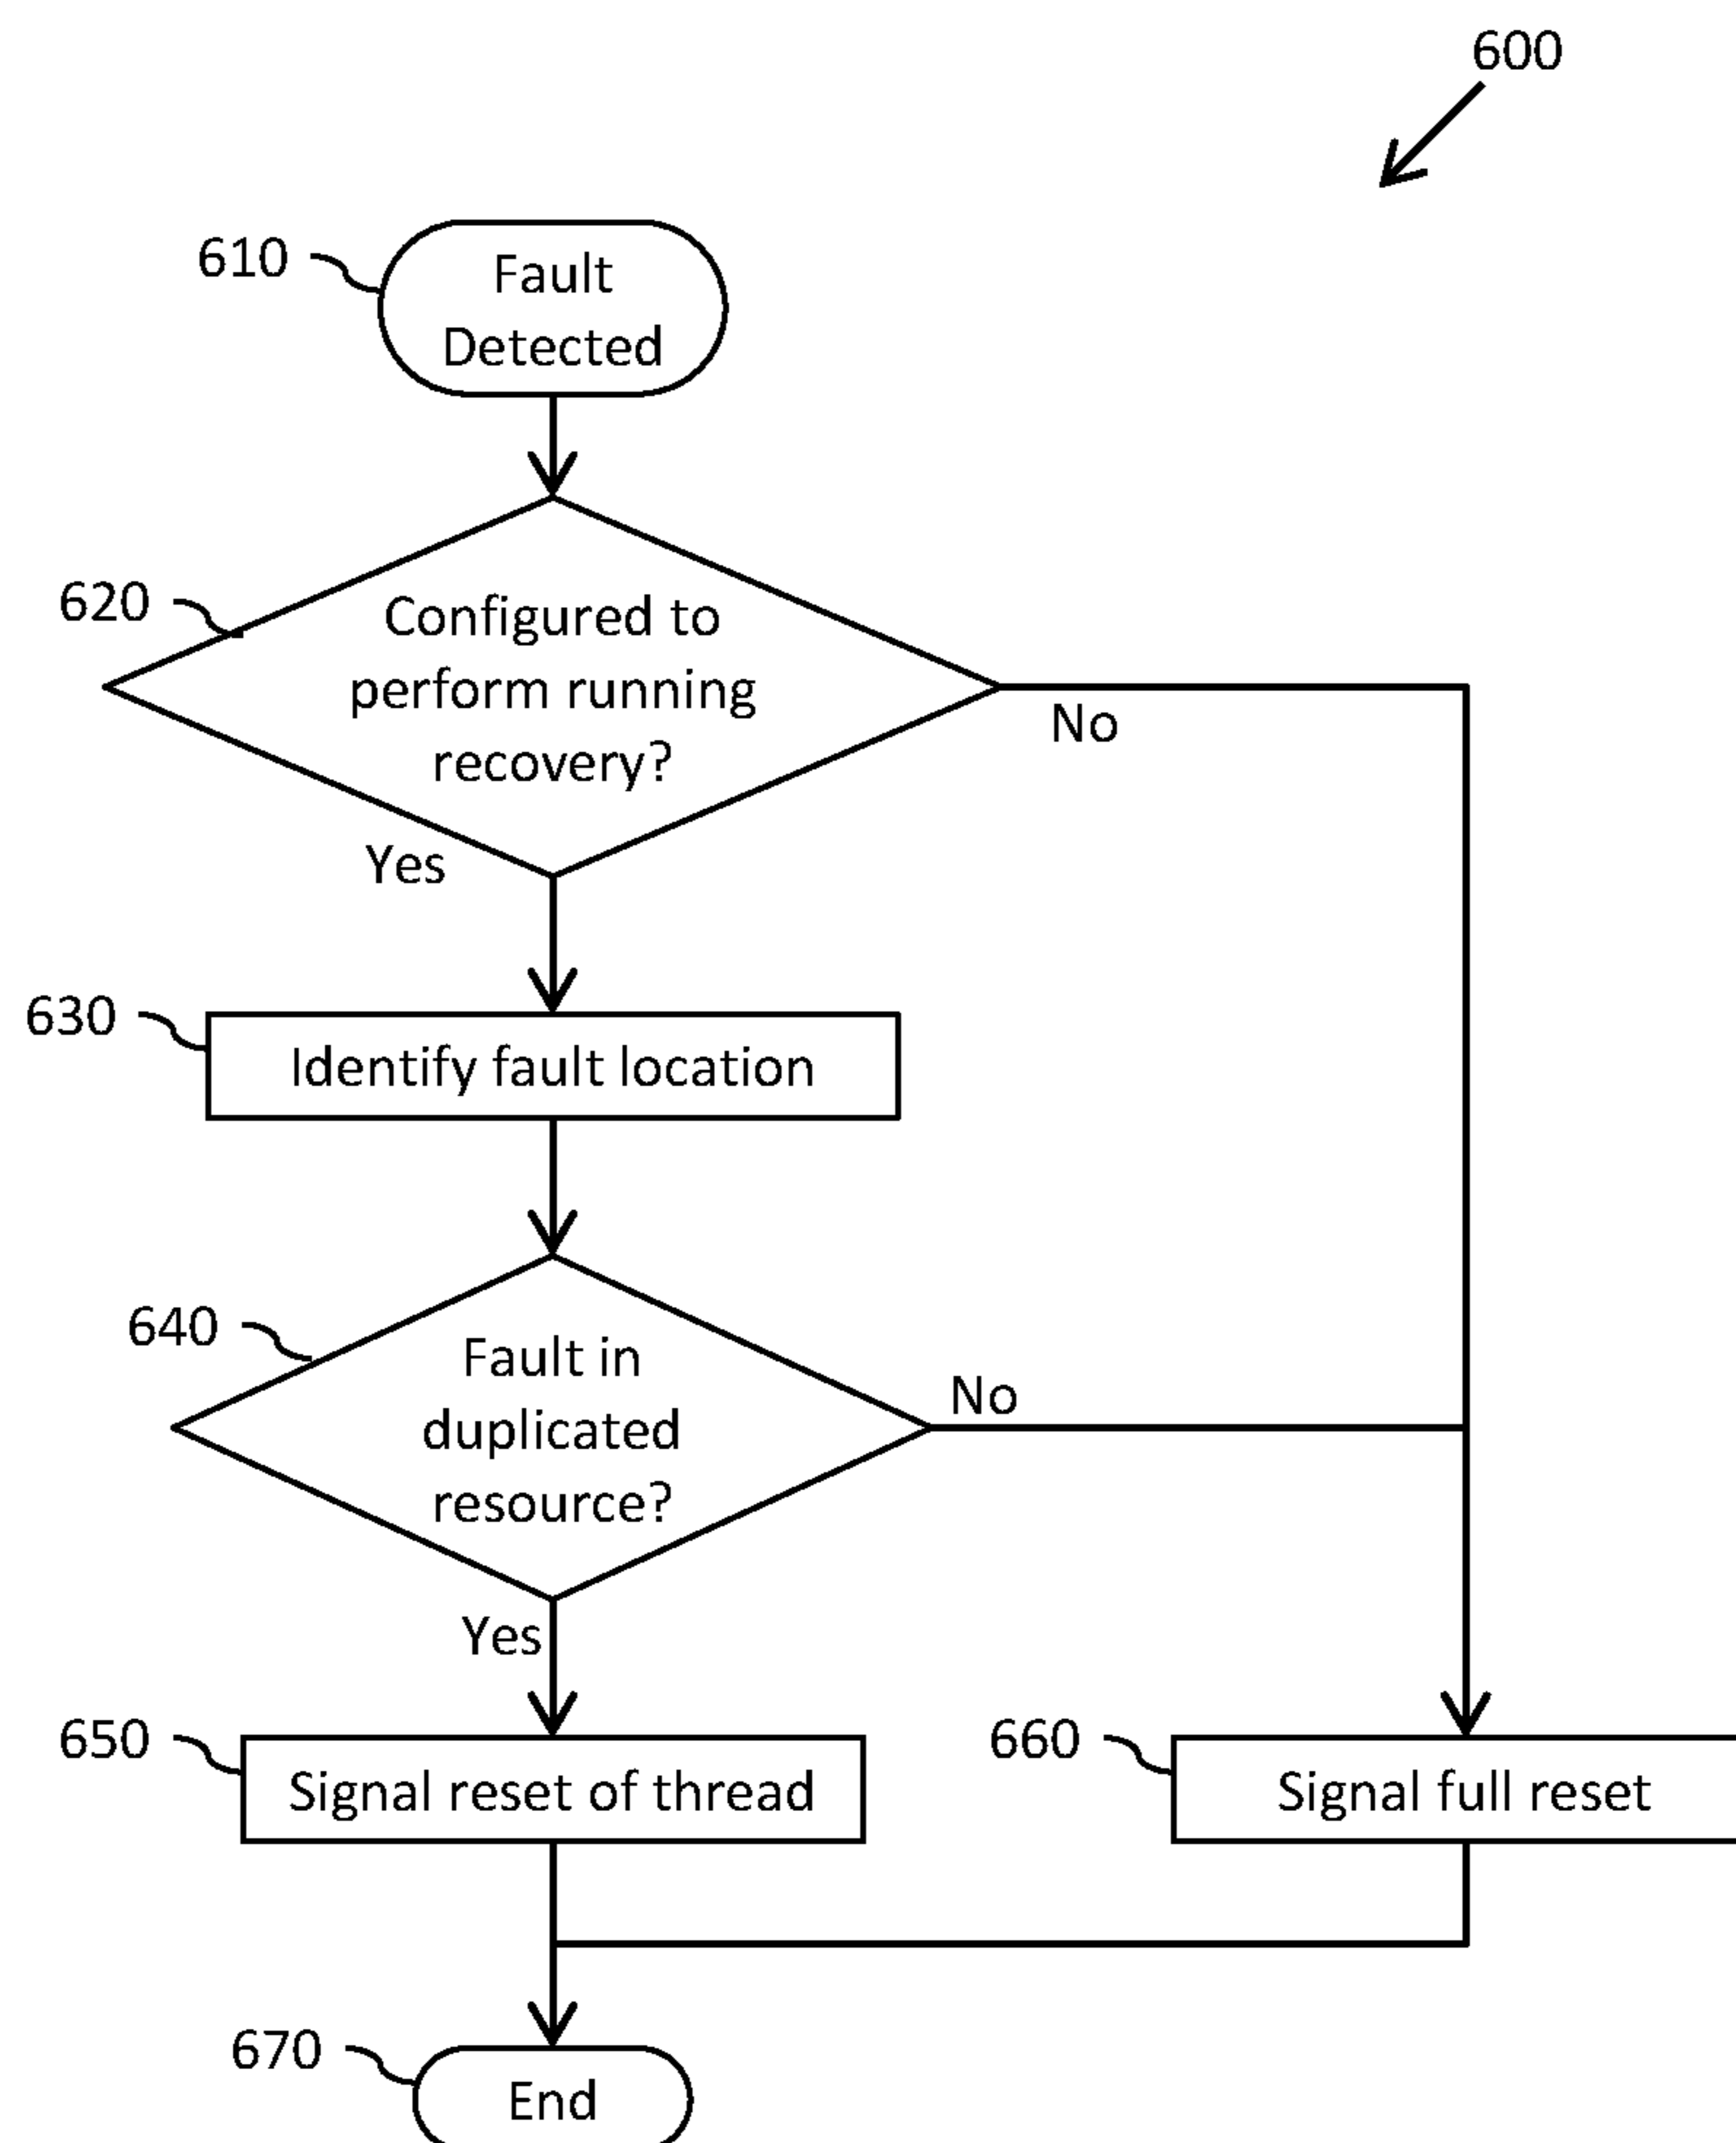 600
610
Fault
Detected
620
Configured to
perform running
recovery?
No
Yes
630
Identify fault location
640
Fault in
duplicated
resource?
No
Yes
650
Signal reset of thread
660
Signal full reset
670
End